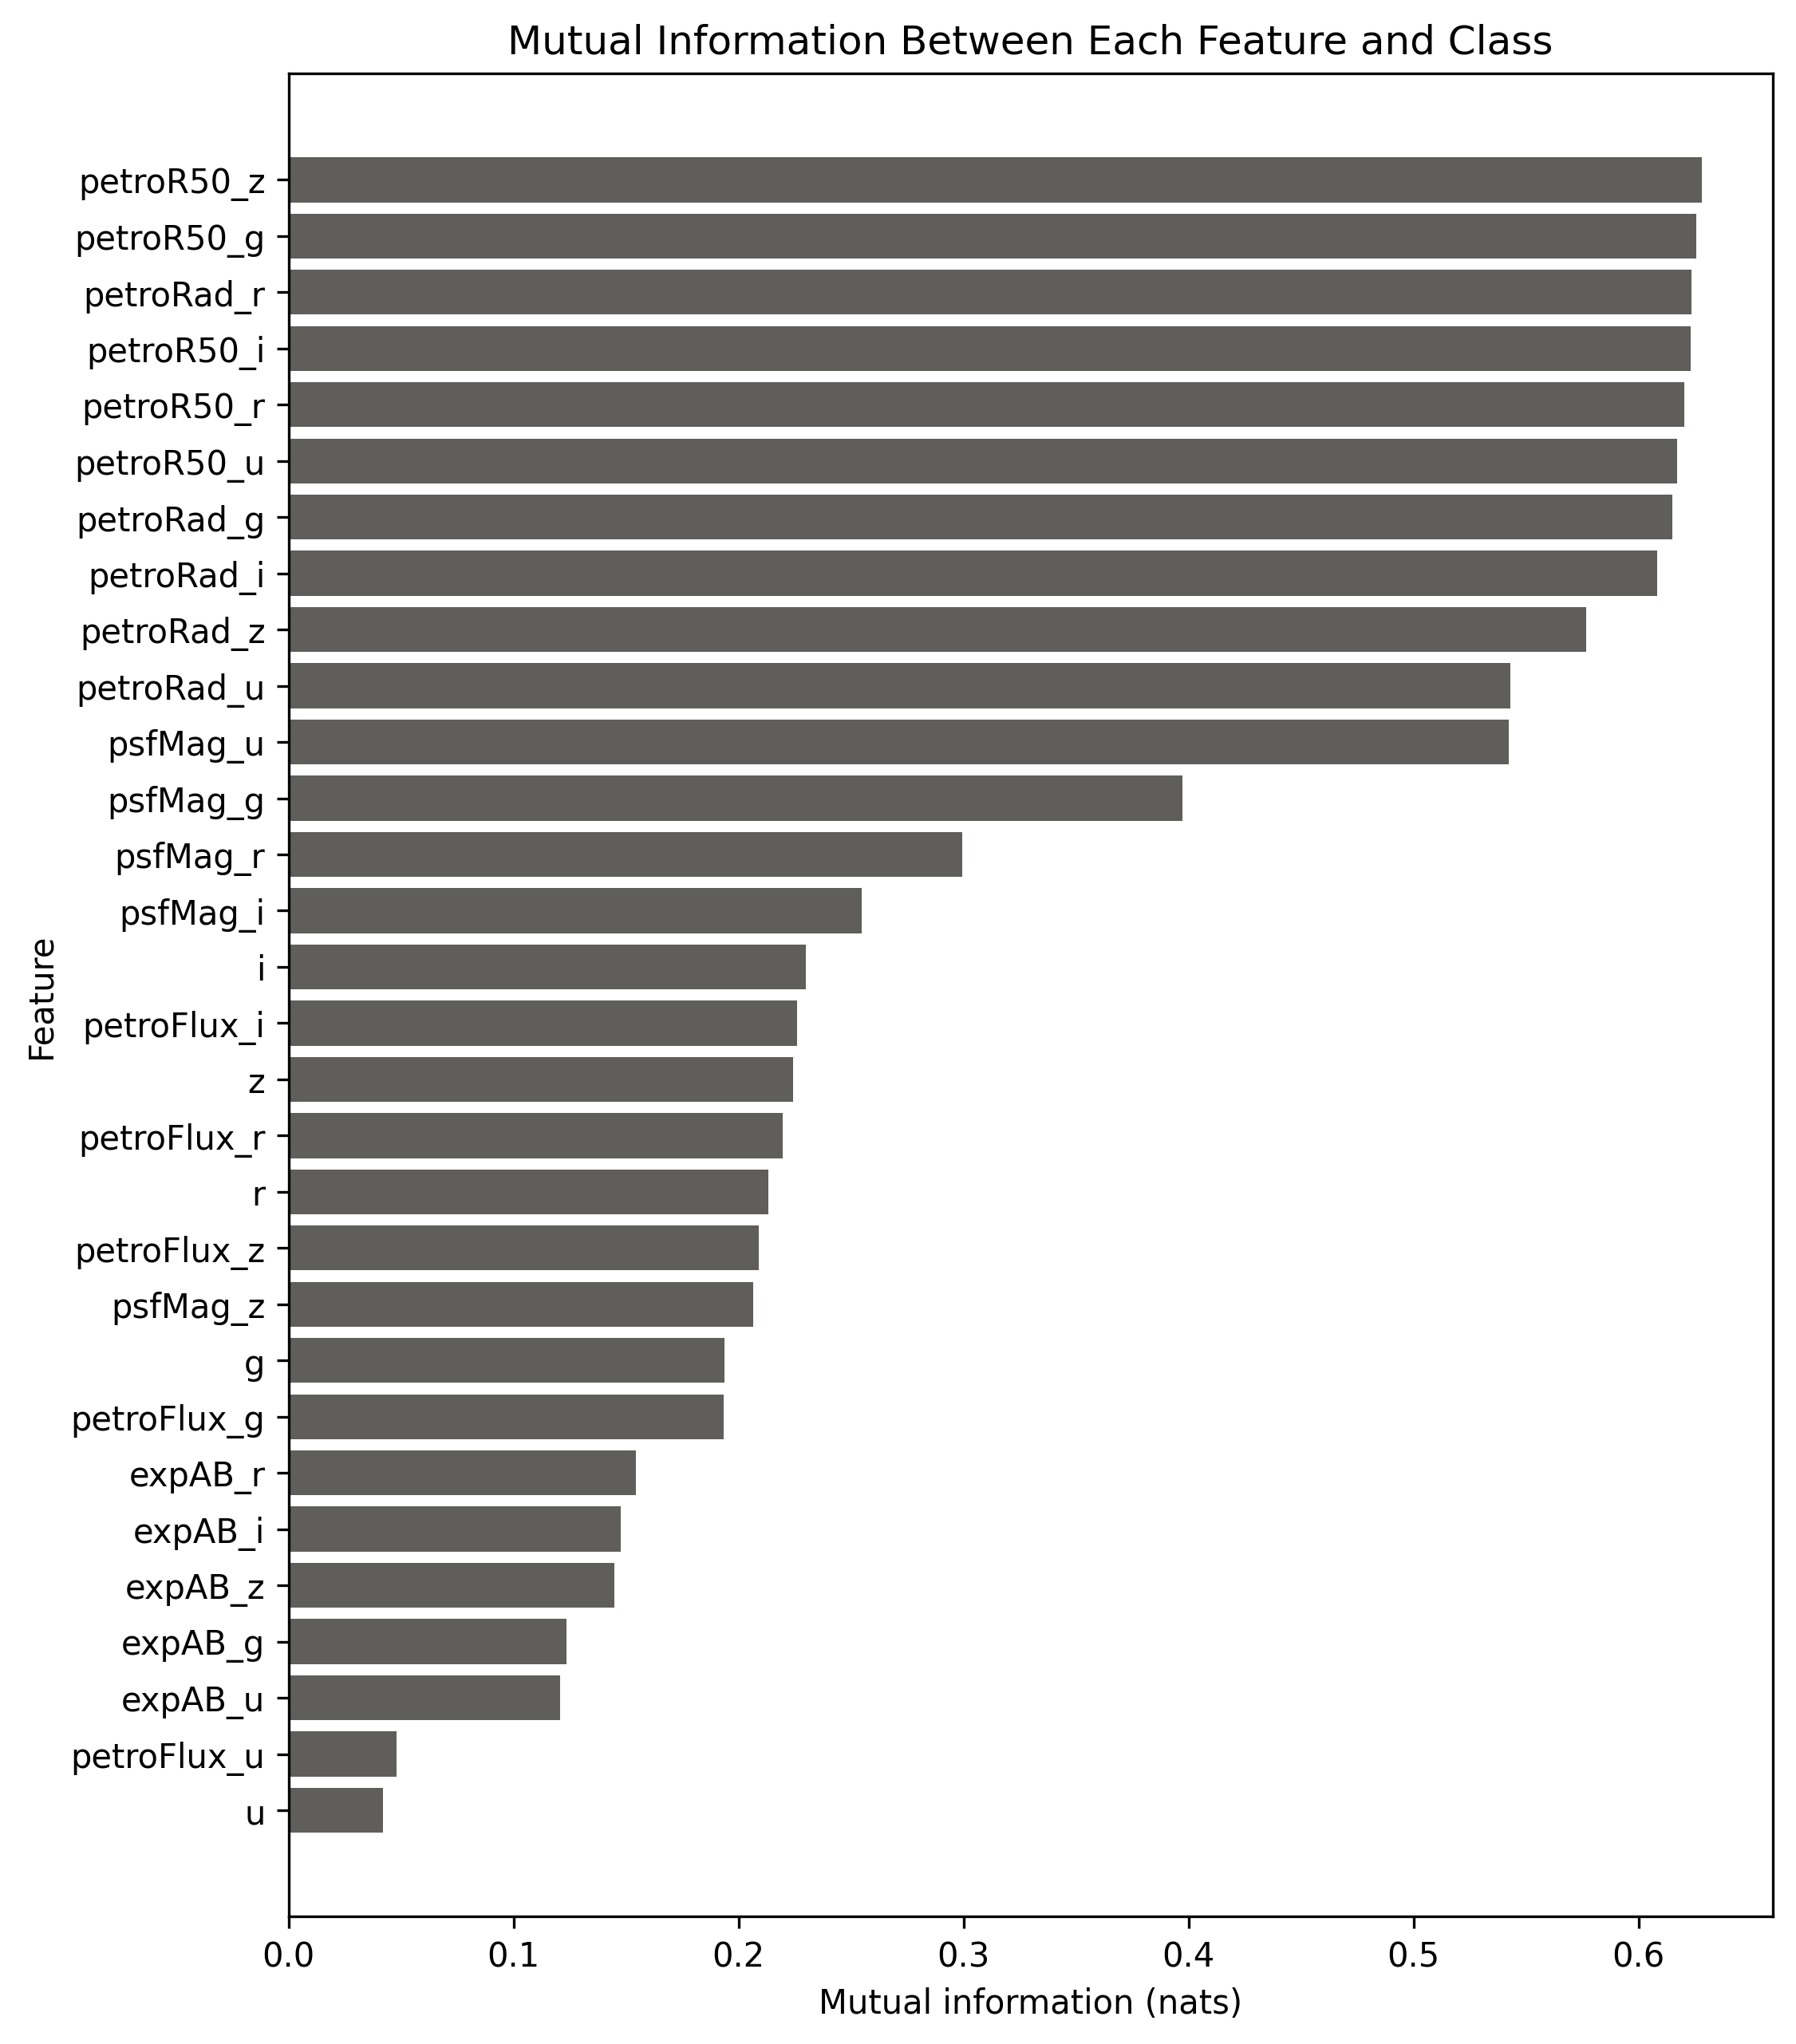 Mutual Information Between Each Feature and Class
petroR50_z
petroR50_g
petroRad_r
petroR50_i
petroR50_r
petroR50_u
petroRad_g
petroRad_i
petroRad_z
petroRad_u
psfMag_u
psfMag_g
psfMag_r
psfMag_i
i
petroFlux_i
z
petroFlux_r
r
petroFlux_z
psfMag_z
g
petroFlux_g
expAB_r
expAB_i
expAB_z
expAB_g
expAB_u
petroFlux_u
u
Feature
0.0 0.1 0.2 0.3 0.4 0.5 0.6
Mutual information (nats)